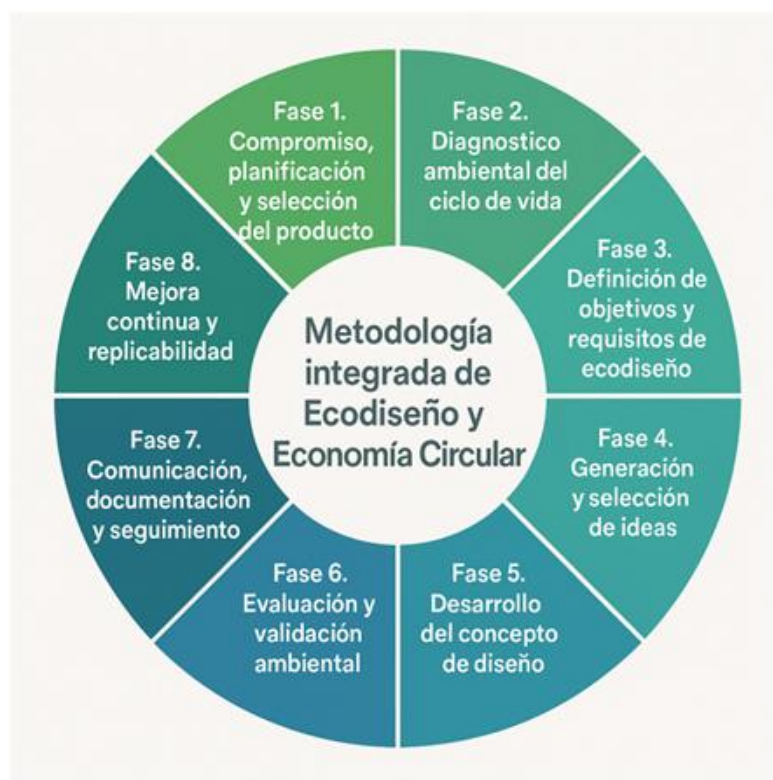 Fase 1.
Compromiso,
planificación
y selección
del producto
Fase 2.
Diagnostico
ambiental del
ciclo de vida
Fase 3.
Definición de
objetivos y
requisitos de
ecodiseño
Fase 4.
Generación
y selección
de ideas
Fase 5.
Desarrollo
del concepto
de diseño
Fase 6.
Evaluación y
validación
ambiental
Fase 7.
Comunicación,
documentación
y seguimiento
Fase 8.
Mejora
continua y
replicabilidad
Metodología
integrada de
Ecodiseño y
Economía Circular